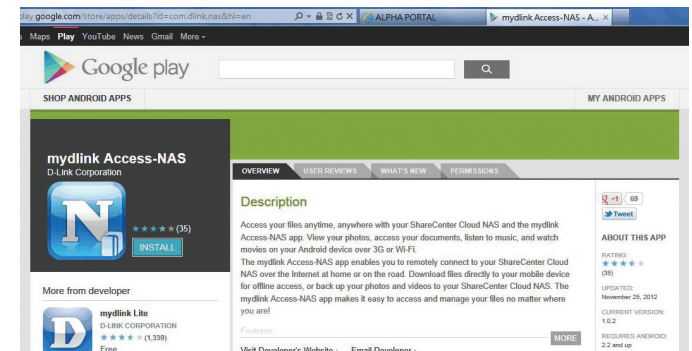 play.google.com/store/apps/details?id=com.dlink.nas&hl=en
ALPHA PORTAL
mydlink Access-NAS - A...
Maps Play YouTube News Gmail More
Google play
SHOP ANDROID APPS
MY ANDROID APPS
mydlink Access-NAS
D-Link Corporation
(35)
INSTALL
More from developer
mydlink Lite
D-LINK CORPORATION
(1,339)
Free
OVERVIEW
USER REVIEWS
WHAT'S NEW
PERMISSIONS
Description
Access your files anytime, anywhere with your ShareCenter Cloud NAS and the mydlink
Access-NAS app. View your photos, access your documents, listen to music, and watch
movies on your Android device over 3G or Wi-Fi.
The mydlink Access-NAS app enables you to remotely connect to your ShareCenter Cloud
NAS over the Internet at home or on the road. Download files directly to your mobile device
for offline access, or back up your photos and videos to your ShareCenter Cloud NAS. The
mydlink Access-NAS app makes it easy to access and manage your files no matter where
you are!
Features:
MORE
Visit Developer's Website
Email Developer
+1
69
Tweet
ABOUT THIS APP
RATING:
(35)
UPDATED:
November 25, 2012
CURRENT VERSION:
1.0.2
REQUIRES ANDROID:
2.2 and up